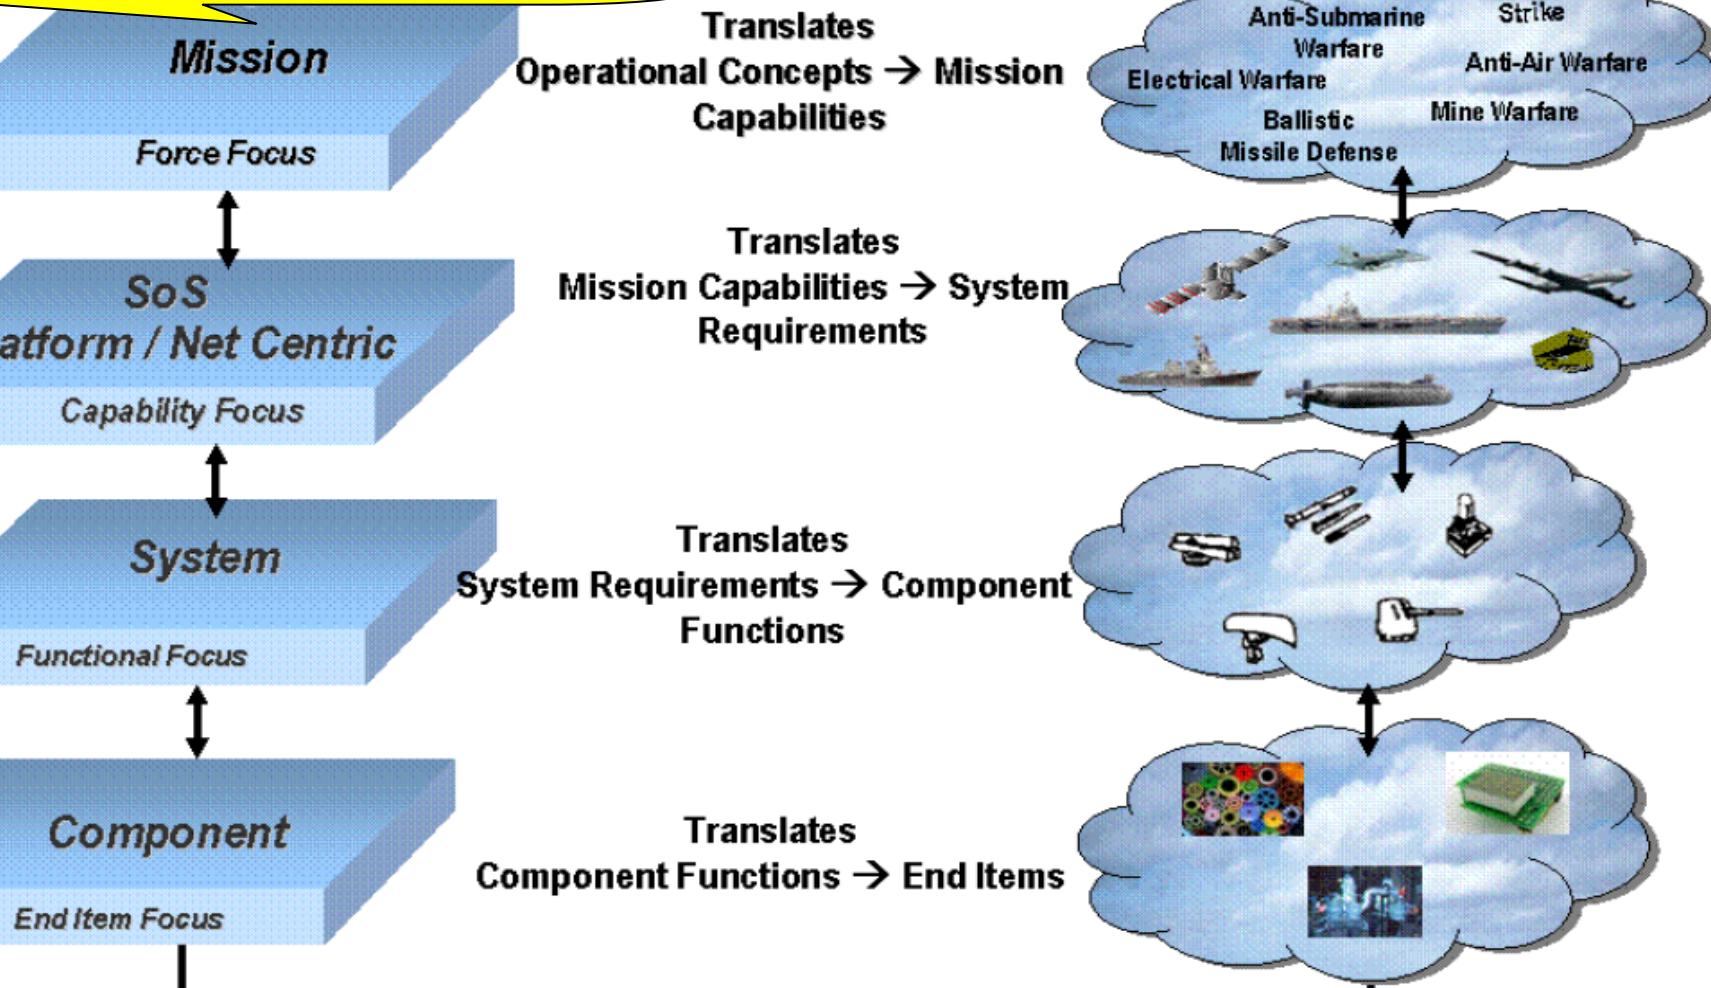 Mission
Force Focus
Translates
Operational Concepts → Mission
Capabilities
Anti-Submarine
Warfare
Strike
Electrical Warfare
Anti-Air Warfare
Ballistic
Missile Defense
Mine Warfare
SoS
atform / Net Centric
Capability Focus
Translates
Mission Capabilities → System
Requirements
System
Functional Focus
Translates
System Requirements → Component
Functions
Component
End Item Focus
Translates
Component Functions → End Items